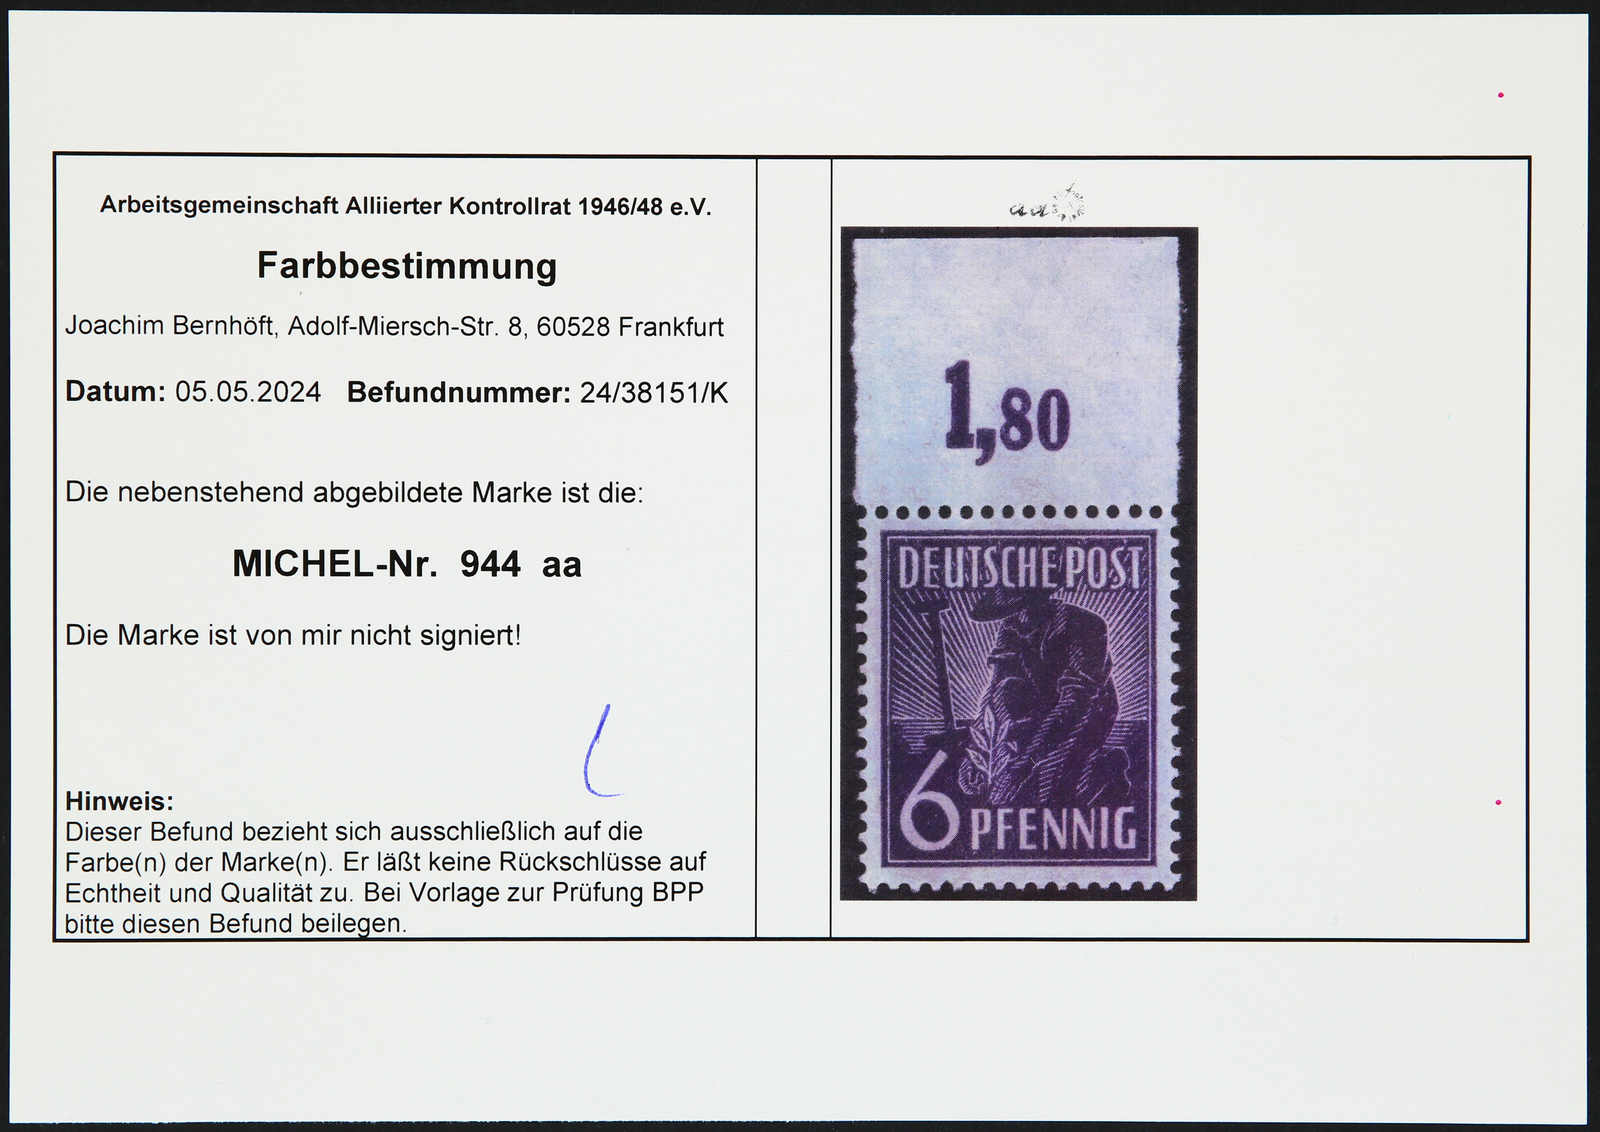 Arbeitsgemeinschaft Alliierter Kontrollrat 1946/48 e.V.
Farbbestimmung
Joachim Bernhöft, Adolf-Miersch-Str. 8, 60528 Frankfurt
Datum: 05.05.2024 Befundnummer: 24/38151/K
Die nebenstehend abgebildete Marke ist die:
MICHEL-Nr. 944 aa
Die Marke ist von mir nicht signiert!
Hinweis:
Dieser Befund bezieht sich ausschließlich auf die
Farbe(n) der Marke(n). Er läßt keine Rückschlüsse auf
Echtheit und Qualität zu. Bei Vorlage zur Prüfung BPP
bitte diesen Befund beilegen.
aa
1,80
DEUTSCHE POST
6 PFENNIG